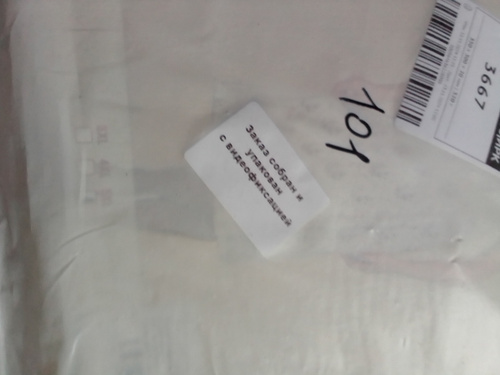 Заказ собран и
упакован
с видеофиксацией
101
3667